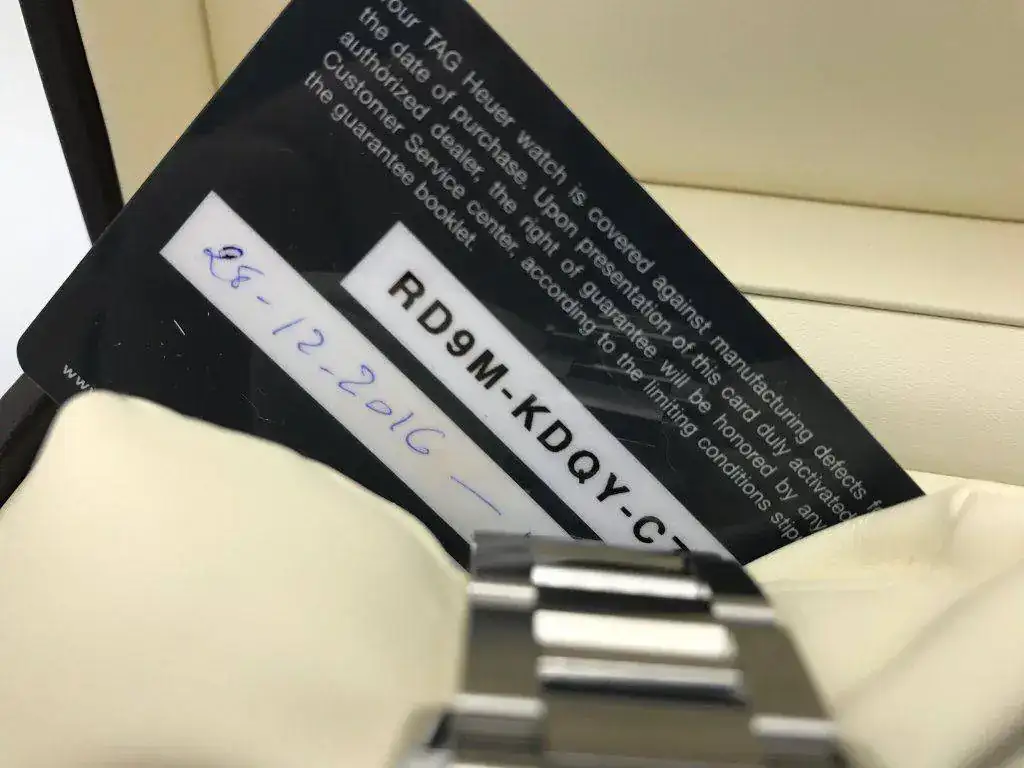 our TAG Heuer watch is covered against manufacturing defects
the date of purchase. Upon presentation of this card duly activated
authorized dealer, the right of guarantee will be honored by any
Customer Service center, according to the limiting conditions
the guarantee booklet.
RD9M-KDQY-C
28-12-2016 -